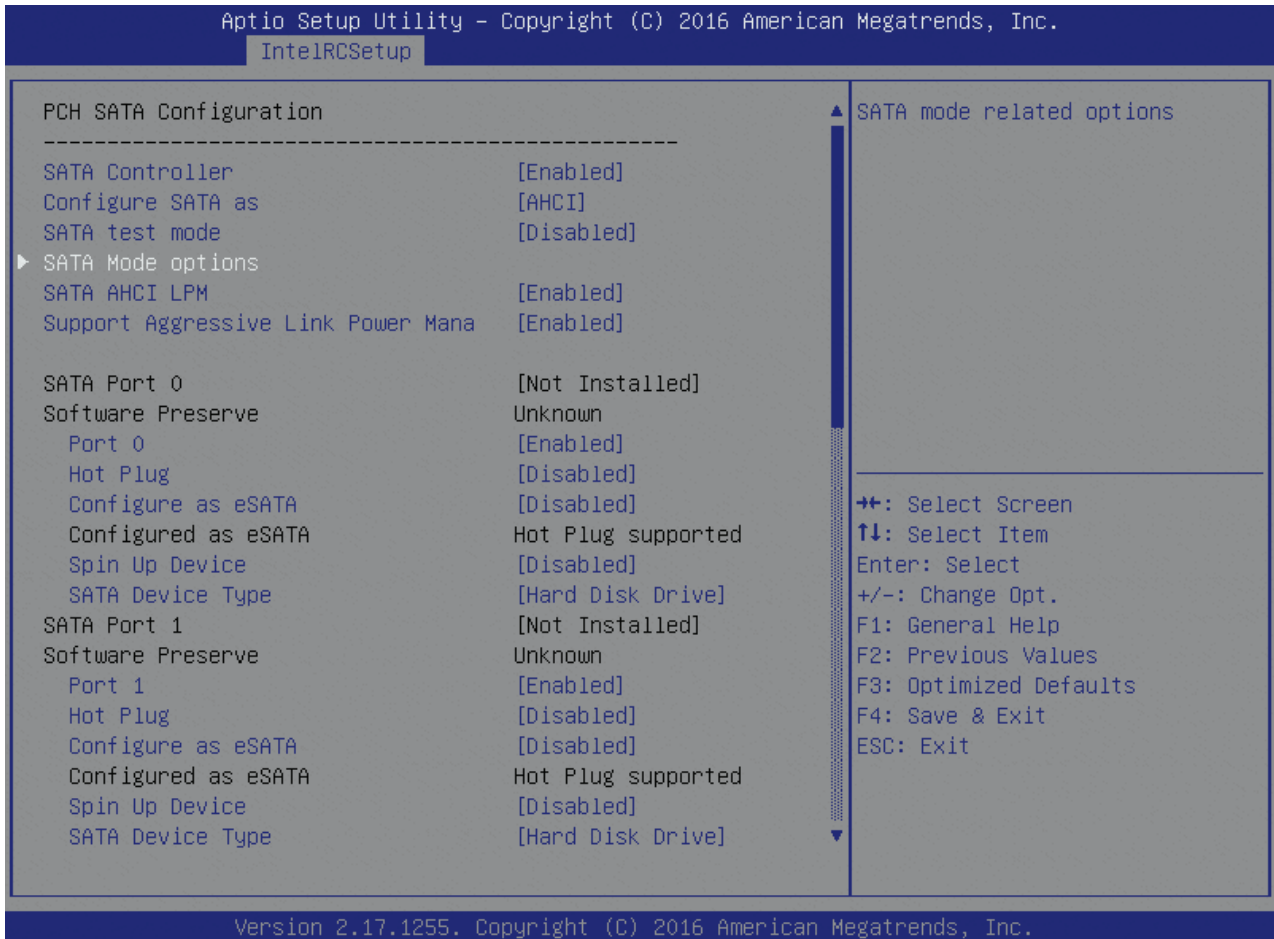 Aptio Setup Utility – Copyright (C) 2016 American Megatrends, Inc.
IntelRCSetup
PCH SATA Configuration
--------------------------------------------------
SATA Controller [Enabled]
Configure SATA as [AHCI]
SATA test mode [Disabled]
SATA Mode options
SATA AHCI LPM [Enabled]
Support Aggressive Link Power Mana [Enabled]
SATA Port 0 [Not Installed]
Software Preserve Unknown
Port 0 [Enabled]
Hot Plug [Disabled]
Configure as eSATA [Disabled]
Configured as eSATA Hot Plug supported
Spin Up Device [Disabled]
SATA Device Type [Hard Disk Drive]
SATA Port 1 [Not Installed]
Software Preserve Unknown
Port 1 [Enabled]
Hot Plug [Disabled]
Configure as eSATA [Disabled]
Configured as eSATA Hot Plug supported
Spin Up Device [Disabled]
SATA Device Type [Hard Disk Drive]
SATA mode related options
→←: Select Screen
↑↓: Select Item
Enter: Select
+/-: Change Opt.
F1: General Help
F2: Previous Values
F3: Optimized Defaults
F4: Save & Exit
ESC: Exit
Version 2.17.1255. Copyright (C) 2016 American Megatrends, Inc.